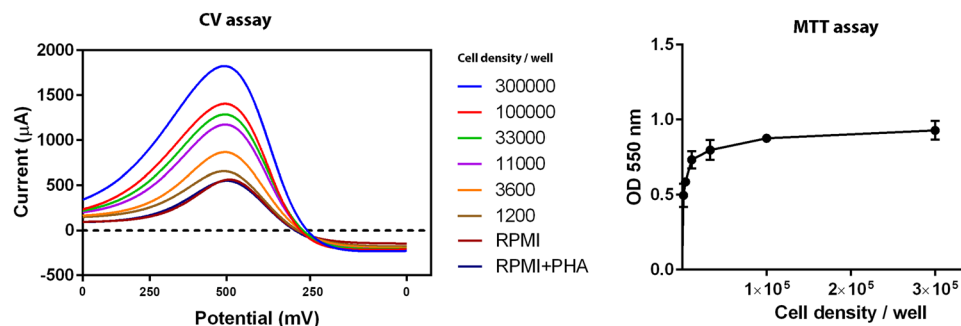 CV assay
2000
1500
1000
500
0
-500
Current (µA)
0
250
500
250
0
Potential (mV)
Cell density / well
300000
100000
33000
11000
3600
1200
RPMI
RPMI+PHA
MTT assay
1.5
1.0
0.5
0.0
OD 550 nm
1×10⁵
2×10⁵
3×10⁵
Cell density / well